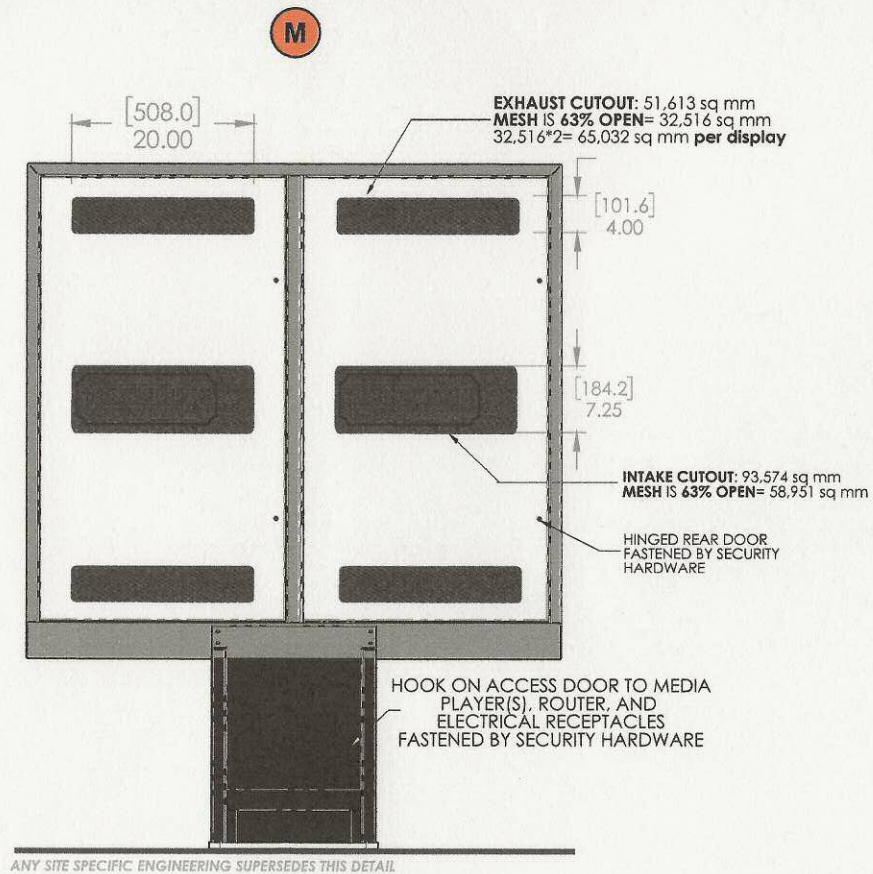 M
[508.0]
20.00
EXHAUST CUTOUT: 51,613 sq mm
MESH IS 63% OPEN= 32,516 sq mm
32,516*2= 65,032 sq mm per display
[101.6]
4.00
[184.2]
7.25
INTAKE CUTOUT: 93,574 sq mm
MESH IS 63% OPEN= 58,951 sq mm
HINGED REAR DOOR
FASTENED BY SECURITY
HARDWARE
HOOK ON ACCESS DOOR TO MEDIA
PLAYER(S), ROUTER, AND
ELECTRICAL RECEPTACLES
FASTENED BY SECURITY HARDWARE
ANY SITE SPECIFIC ENGINEERING SUPERSEDES THIS DETAIL